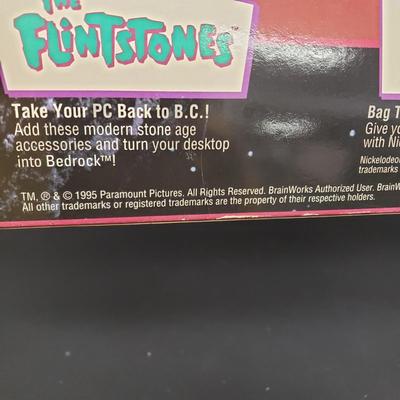 THE
FLINTSTONES™
Take Your PC Back to B.C.!
Add these modern stone age
accessories and turn your desktop
into Bedrock™!
Bag T
Give yo
with Ni
Nickelodeo
trademarks
TM, ® & © 1995 Paramount Pictures. All Rights Reserved. BrainWorks Authorized User. BrainW
All other trademarks or registered trademarks are the property of their respective holders.